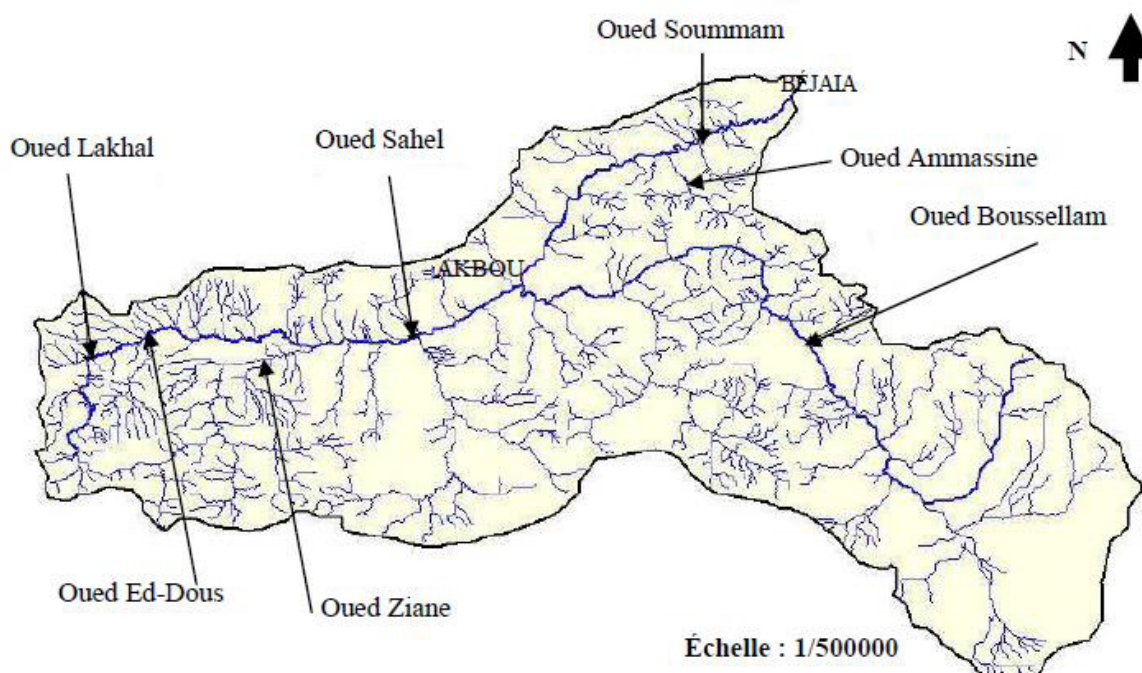 Oued Soummam
N
BÉJAIA
Oued Lakhal
Oued Sahel
Oued Ammassine
Oued Boussellam
AKBOU
Oued Ed-Dous
Oued Ziane
Échelle : 1/500000